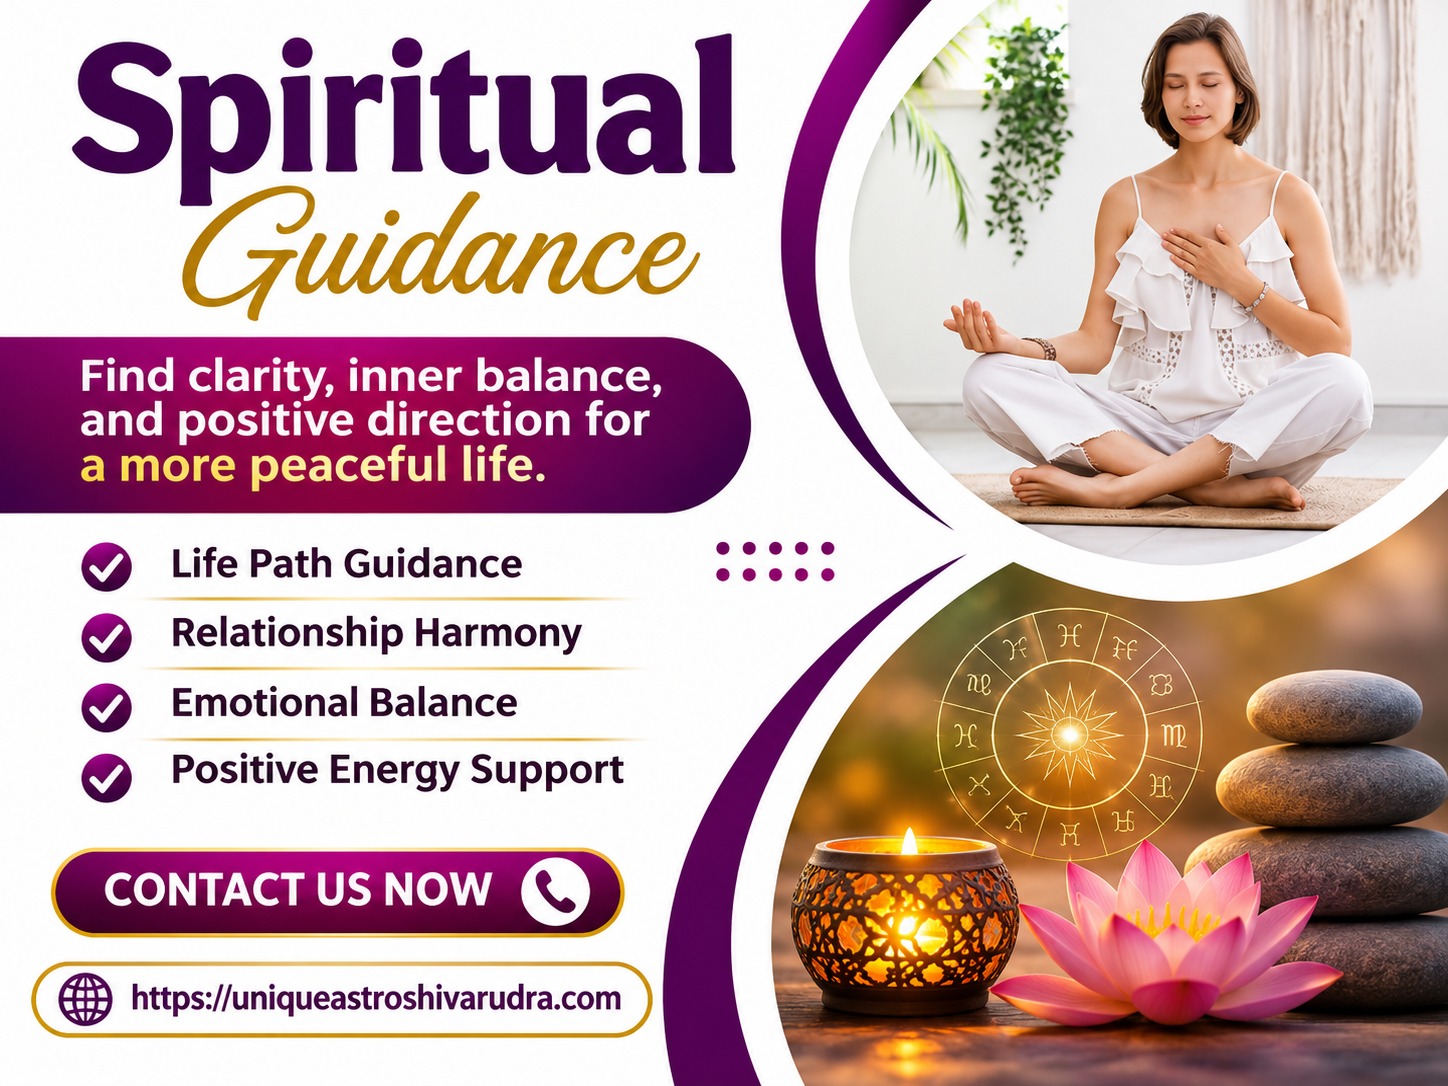 Spiritual
Guidance
Find clarity, inner balance,
and positive direction for
a more peaceful life.
Life Path Guidance
Relationship Harmony
Emotional Balance
Positive Energy Support
CONTACT US NOW
https://uniqueastroshivarudra.com